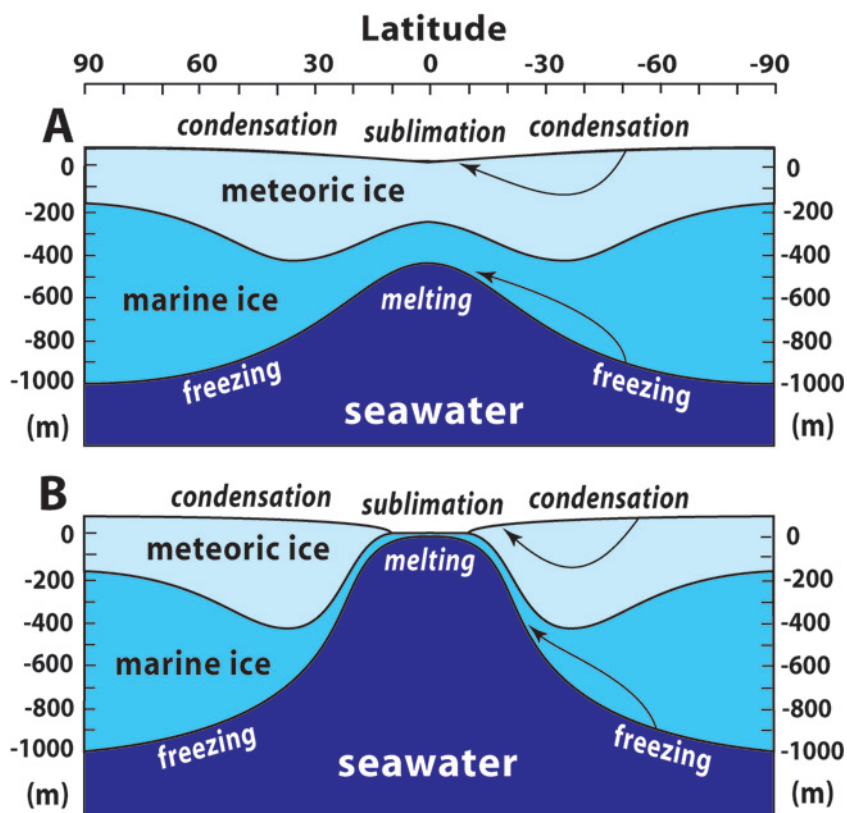 Latitude
90 60 30 0 -30 -60 -90
A
condensation sublimation condensation
0 0
meteoric ice
-200 -200
-400 -400
marine ice
-600 melting -600
-800 -800
freezing freezing
-1000 -1000
(m) seawater (m)
B
condensation sublimation condensation
0 0
meteoric ice melting
-200 -200
-400 -400
marine ice
-600 -600
-800 -800
freezing freezing
-1000 -1000
(m) seawater (m)